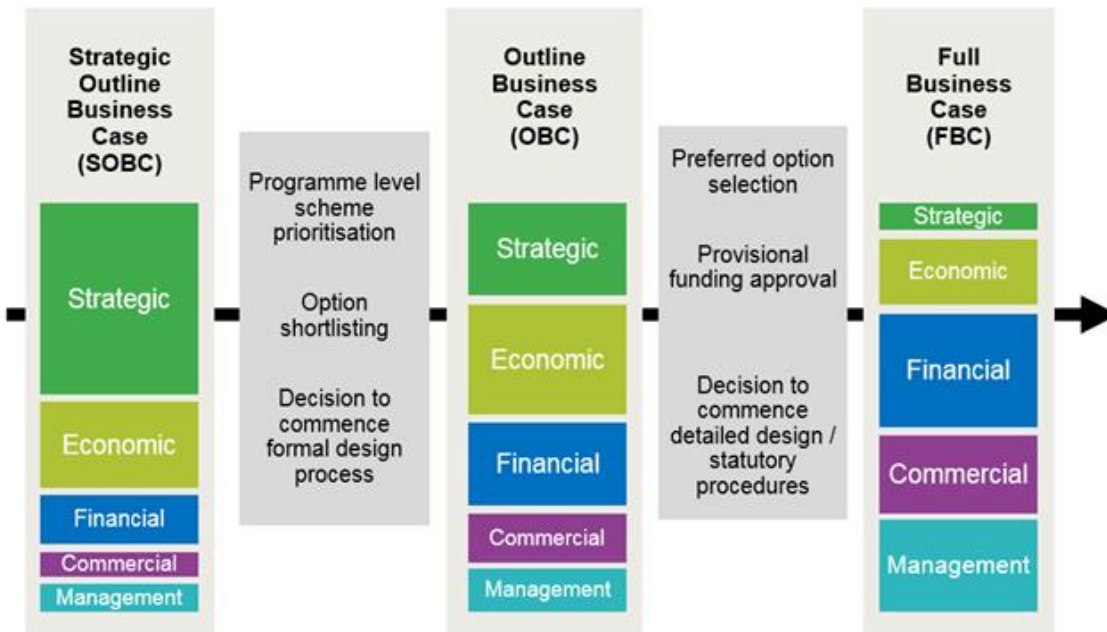 Strategic
Outline
Business
Case
(SOBC)
Strategic
Economic
Financial
Commercial
Management
Programme level
scheme
prioritisation
Option
shortlisting
Decision to
commence
formal design
process
Outline
Business
Case
(OBC)
Strategic
Economic
Financial
Commercial
Management
Preferred option
selection
Provisional
funding approval
Decision to
commence
detailed design /
statutory
procedures
Full
Business
Case
(FBC)
Strategic
Economic
Financial
Commercial
Management